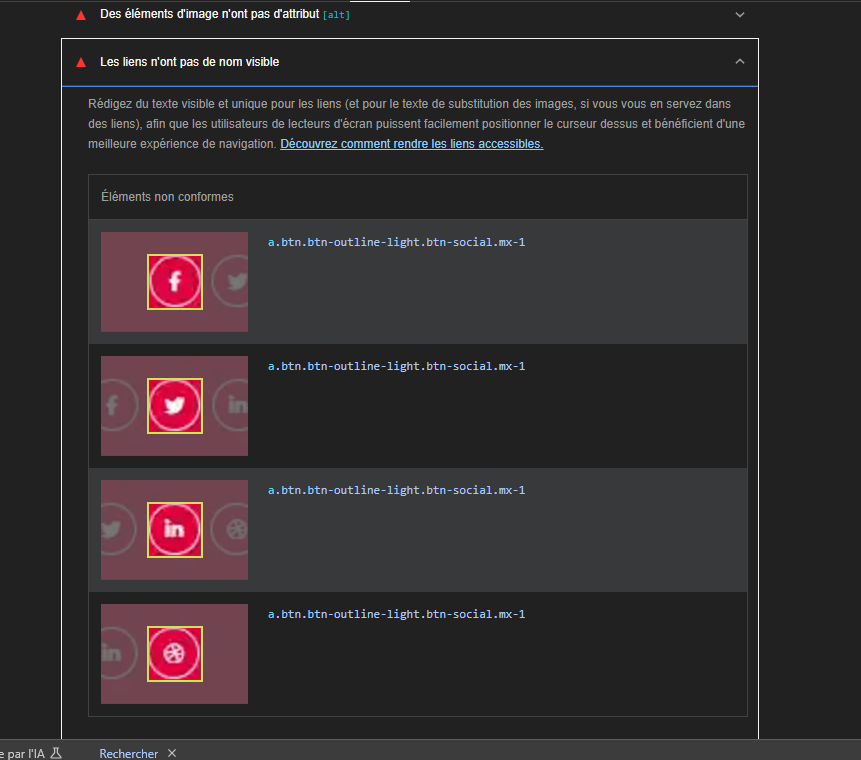 Des éléments d'image n'ont pas d'attribut [alt]
Les liens n'ont pas de nom visible
Rédigez du texte visible et unique pour les liens (et pour le texte de substitution des images, si vous vous en servez dans
des liens), afin que les utilisateurs de lecteurs d'écran puissent facilement positionner le curseur dessus et bénéficient d'une
meilleure expérience de navigation. Découvrez comment rendre les liens accessibles.
Éléments non conformes
a.btn.btn-outline-light.btn-social.mx-1
a.btn.btn-outline-light.btn-social.mx-1
a.btn.btn-outline-light.btn-social.mx-1
a.btn.btn-outline-light.btn-social.mx-1
e par l'IA
Rechercher